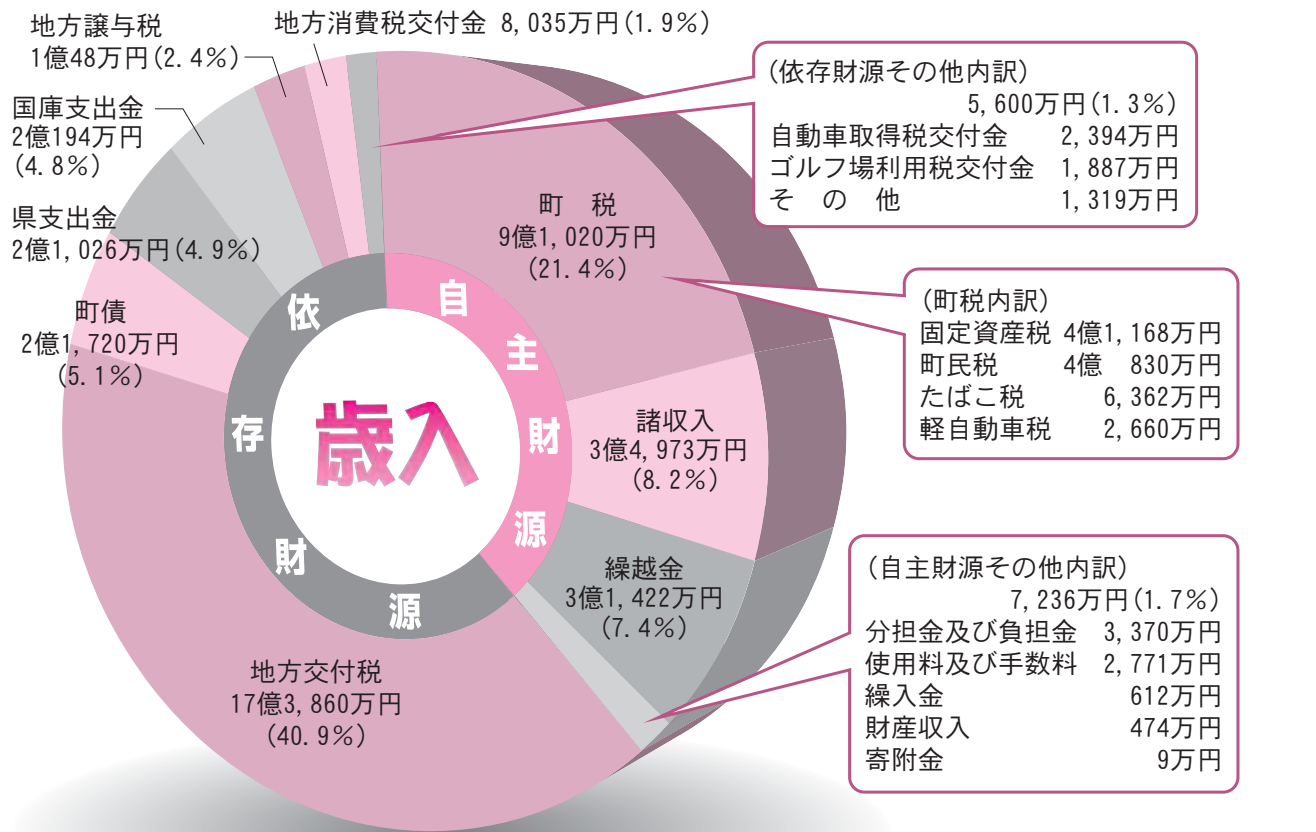 地方譲与税
1億48万円(2.4%)
地方消費税交付金 8,035万円(1.9%)
国庫支出金
2億194万円
(4.8%)
県支出金
2億1,026万円(4.9%)
町債
2億1,720万円
(5.1%)
(依存財源その他内訳)
5,600万円(1.3%)
自動車取得税交付金 2,394万円
ゴルフ場利用税交付金 1,887万円
そ の 他 1,319万円
町 税
9億1,020万円
(21.4%)
(町税内訳)
固定資産税 4億1,168万円
町民税 4億 830万円
たばこ税 6,362万円
軽自動車税 2,660万円
自主財源
依存財源
歳入
諸収入
3億4,973万円
(8.2%)
繰越金
3億1,422万円
(7.4%)
(自主財源その他内訳)
7,236万円(1.7%)
分担金及び負担金 3,370万円
使用料及び手数料 2,771万円
繰入金 612万円
財産収入 474万円
寄附金 9万円
地方交付税
17億3,860万円
(40.9%)